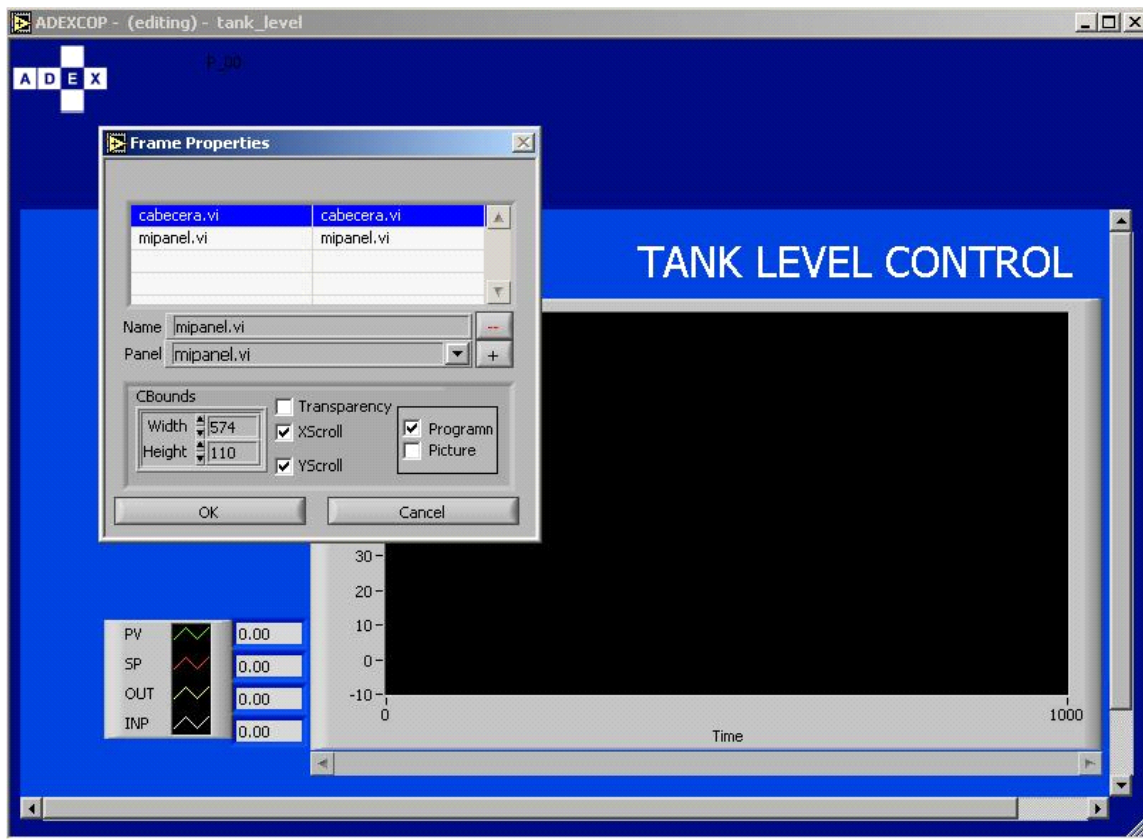 ADEXCOP - (editing) - tank_level
A D E X
P_00
Frame Properties
cabecera.vi cabecera.vi
mipanel.vi mipanel.vi
TANK LEVEL CONTROL
Name mipanel.vi --
Panel mipanel.vi +
CBounds
Width 574
Height 110
Transparency
XScroll
YScroll
Programn
Picture
OK Cancel
30
20
10
0
-10
0 1000
Time
PV 0.00
SP 0.00
OUT 0.00
INP 0.00